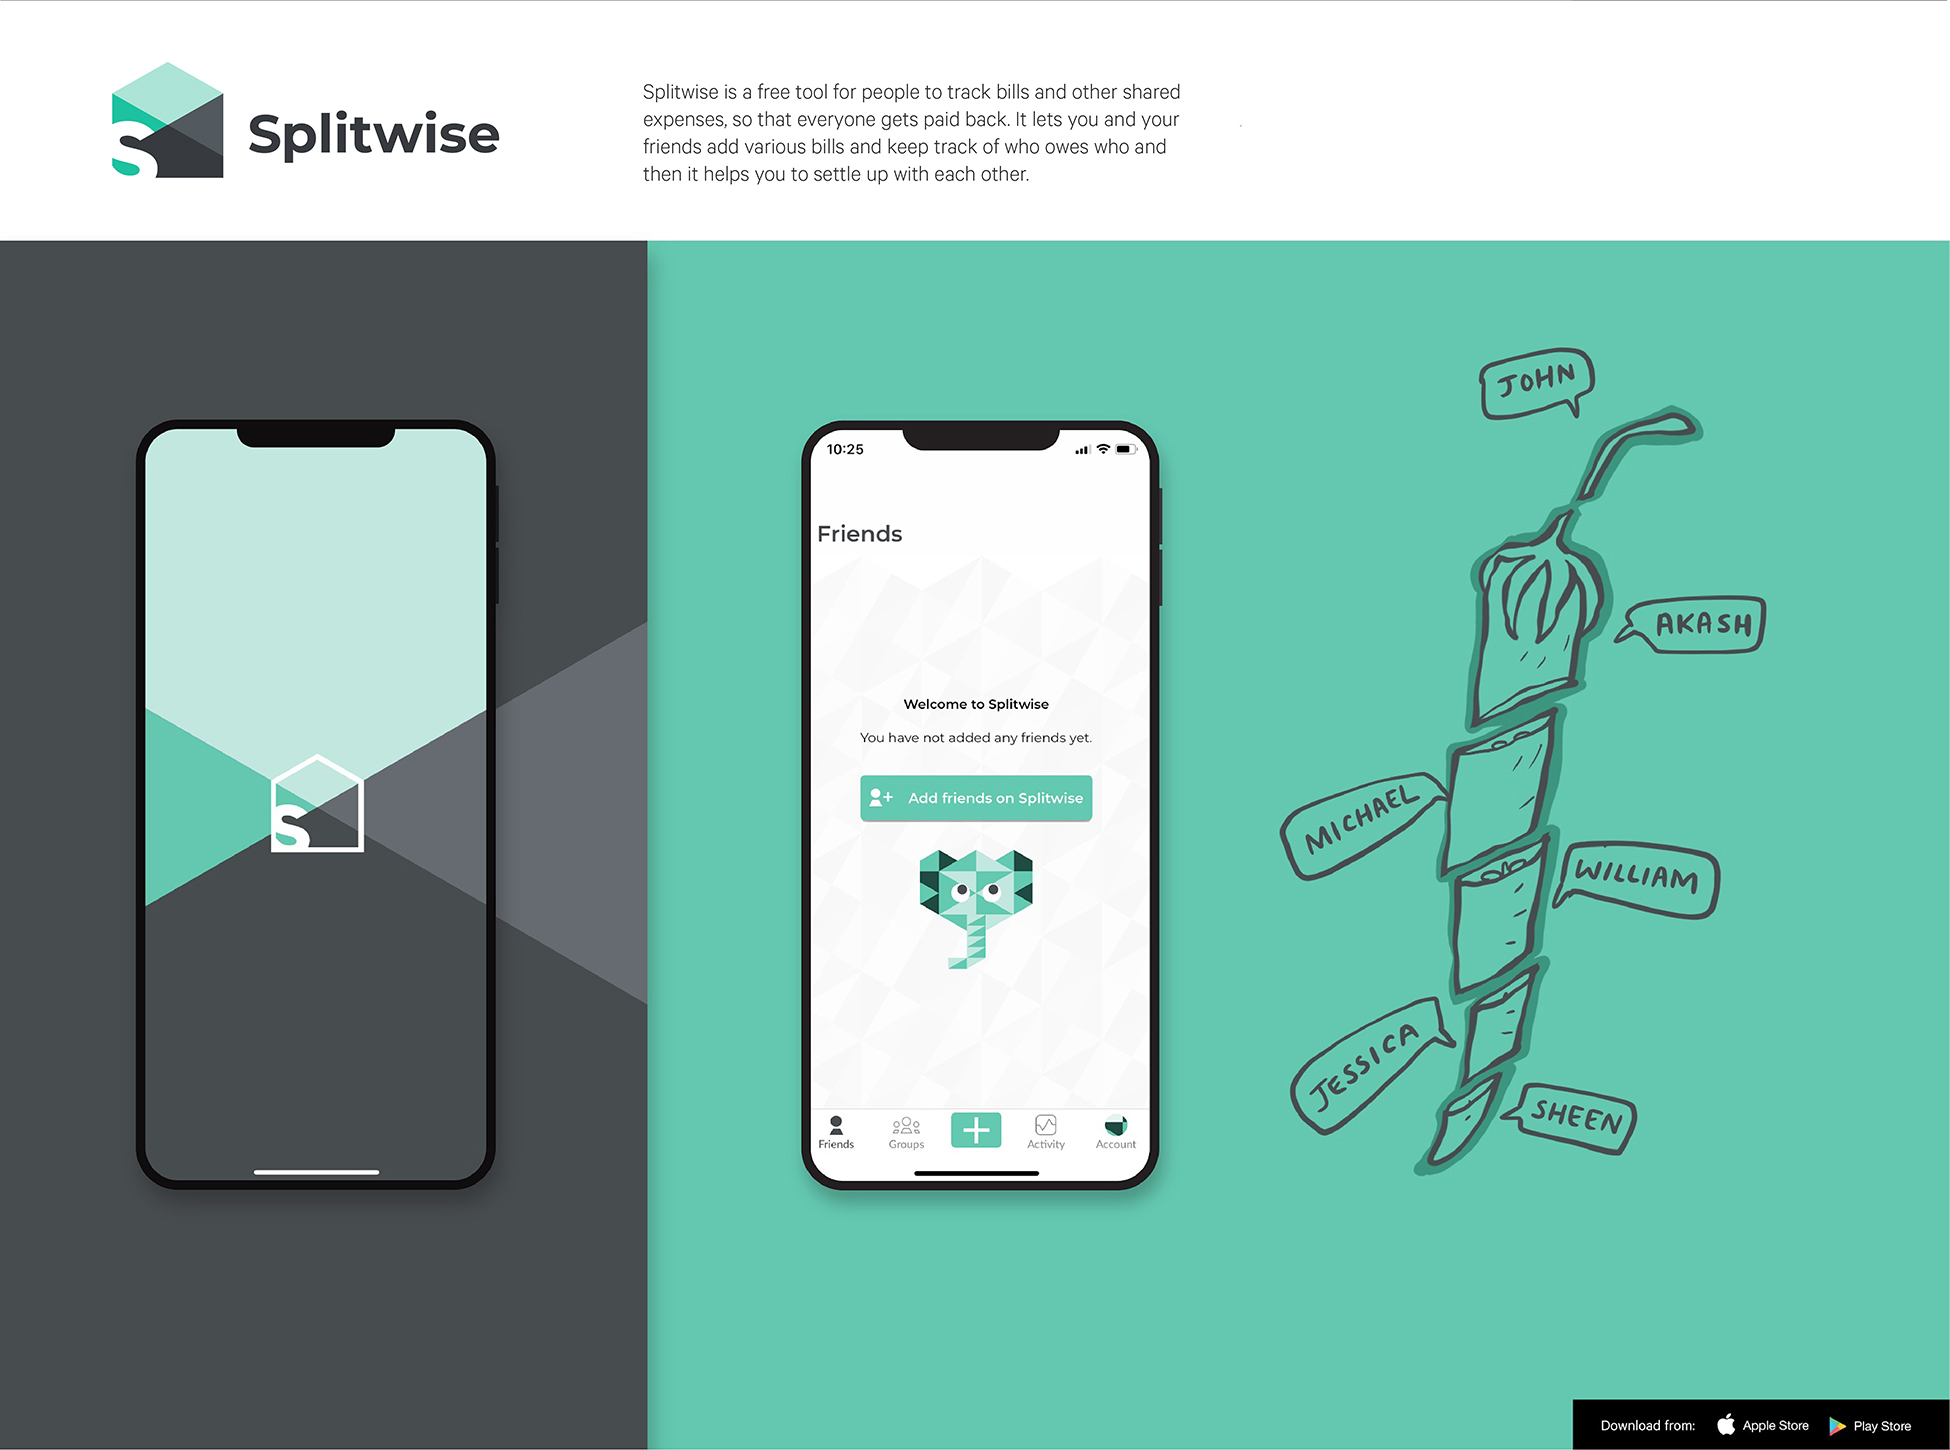 Splitwise
Splitwise is a free tool for people to track bills and other shared
expenses, so that everyone gets paid back. It lets you and your
friends add various bills and keep track of who owes who and
then it helps you to settle up with each other.
S
10:25
Friends
Welcome to Splitwise
You have not added any friends yet.
Add friends on Splitwise
Friends
Groups
Activity
Account
JOHN
AKASH
MICHAEL
WILLIAM
JESSICA
SHEEN
Download from:
Apple Store
Play Store